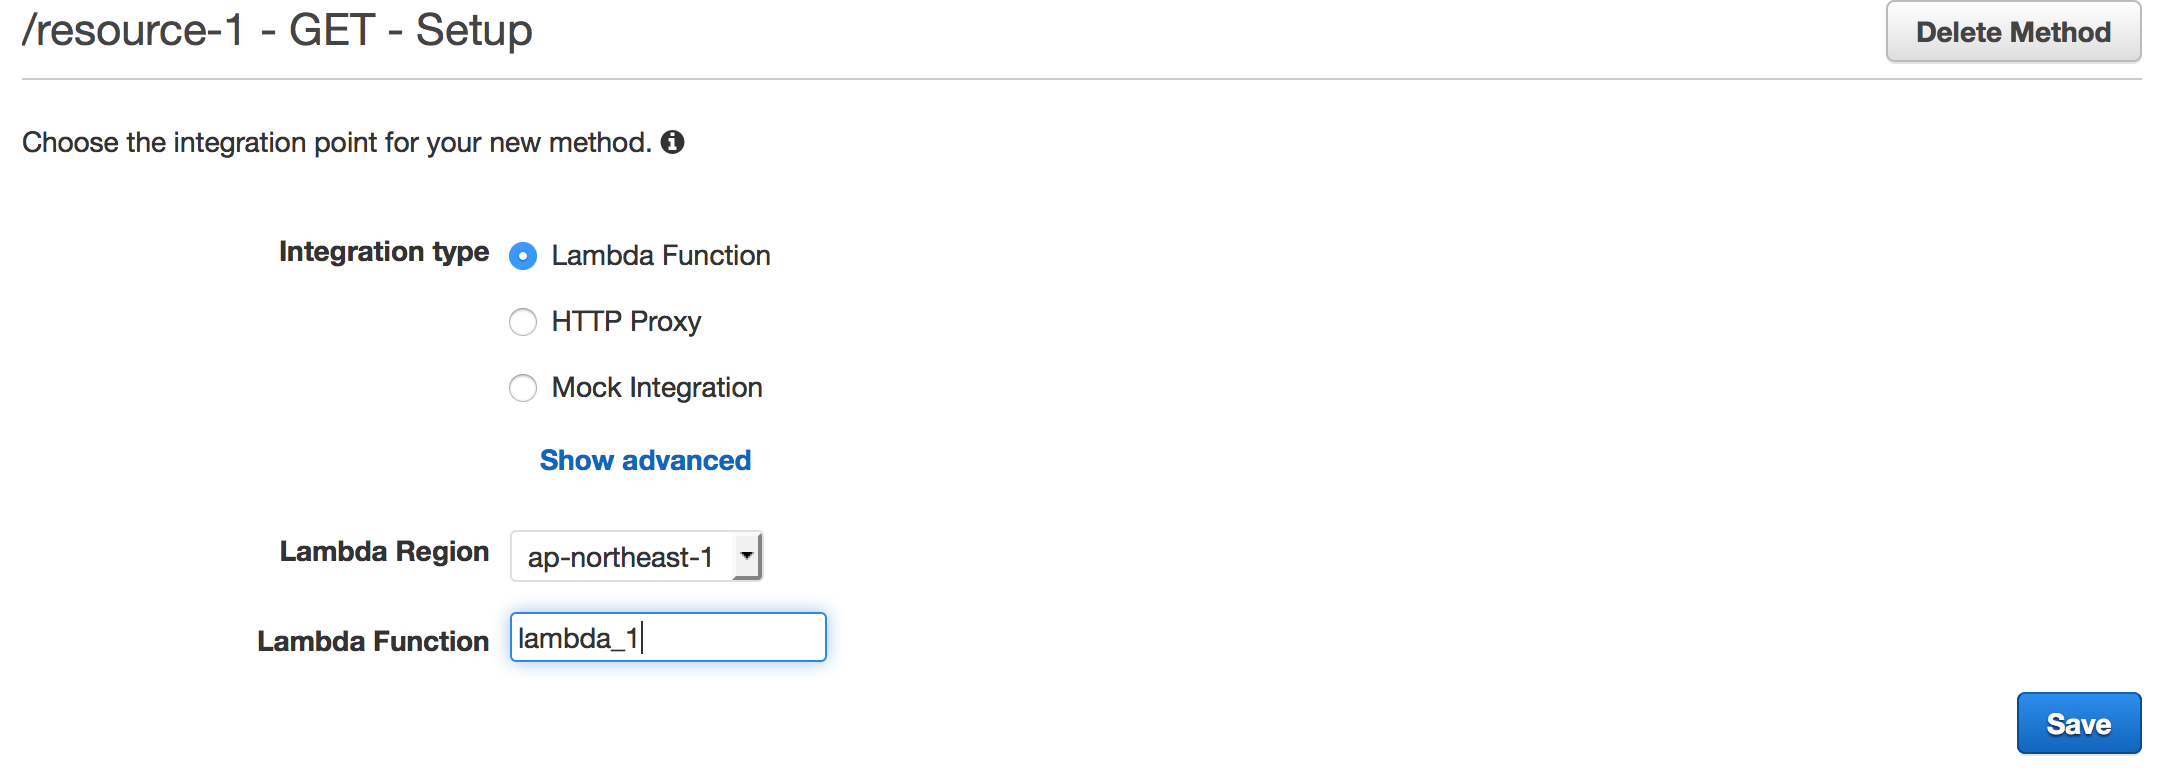 /resource-1 - GET - Setup
Delete Method
Choose the integration point for your new method.
Integration type
Lambda Function
HTTP Proxy
Mock Integration
Show advanced
Lambda Region
ap-northeast-1
Lambda Function
lambda_1
Save